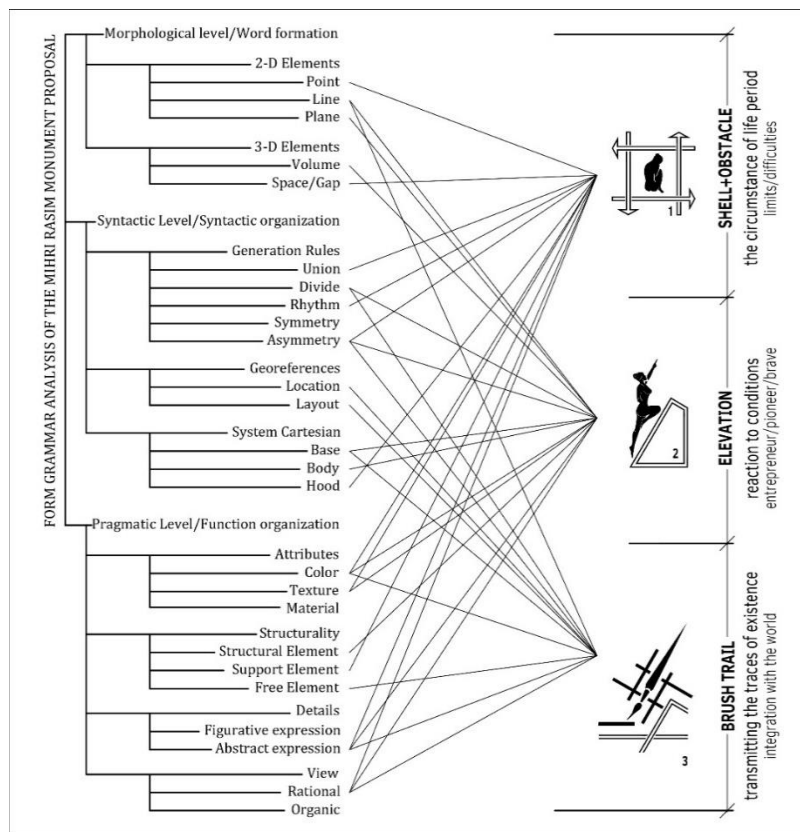 FORM GRAMMAR ANALYSIS OF THE MIHRI RASIM MONUMENT PROPOSAL
Morphological level/Word formation
2-D Elements
Point
Line
Plane
3-D Elements
Volume
Space/Gap
Syntactic Level/Syntactic organization
Generation Rules
Union
Divide
Rhythm
Symmetry
Asymmetry
Georeferences
Location
Layout
System Cartesian
Base
Body
Hood
Pragmatic Level/Function organization
Attributes
Color
Texture
Material
Structurality
Structural Element
Support Element
Free Element
Details
Figurative expression
Abstract expression
View
Rational
Organic
1
SHELL+OBSTACLE
the circumstance of life period
limits/difficulties
2
ELEVATION
reaction to conditions
entrepreneur/pioneer/brave
3
BRUSH TRAIL
transmitting the traces of existence
integration with the world